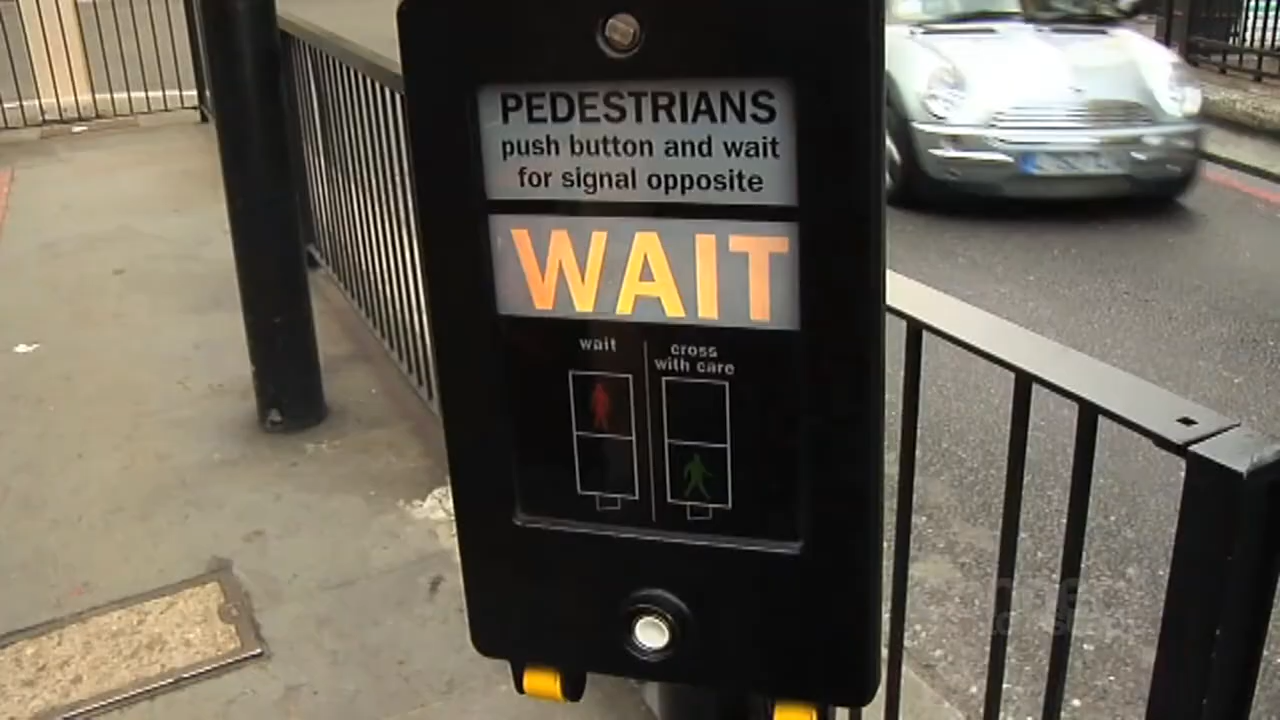 PEDESTRIANS
push button and wait
for signal opposite
WAIT
wait
cross
with care